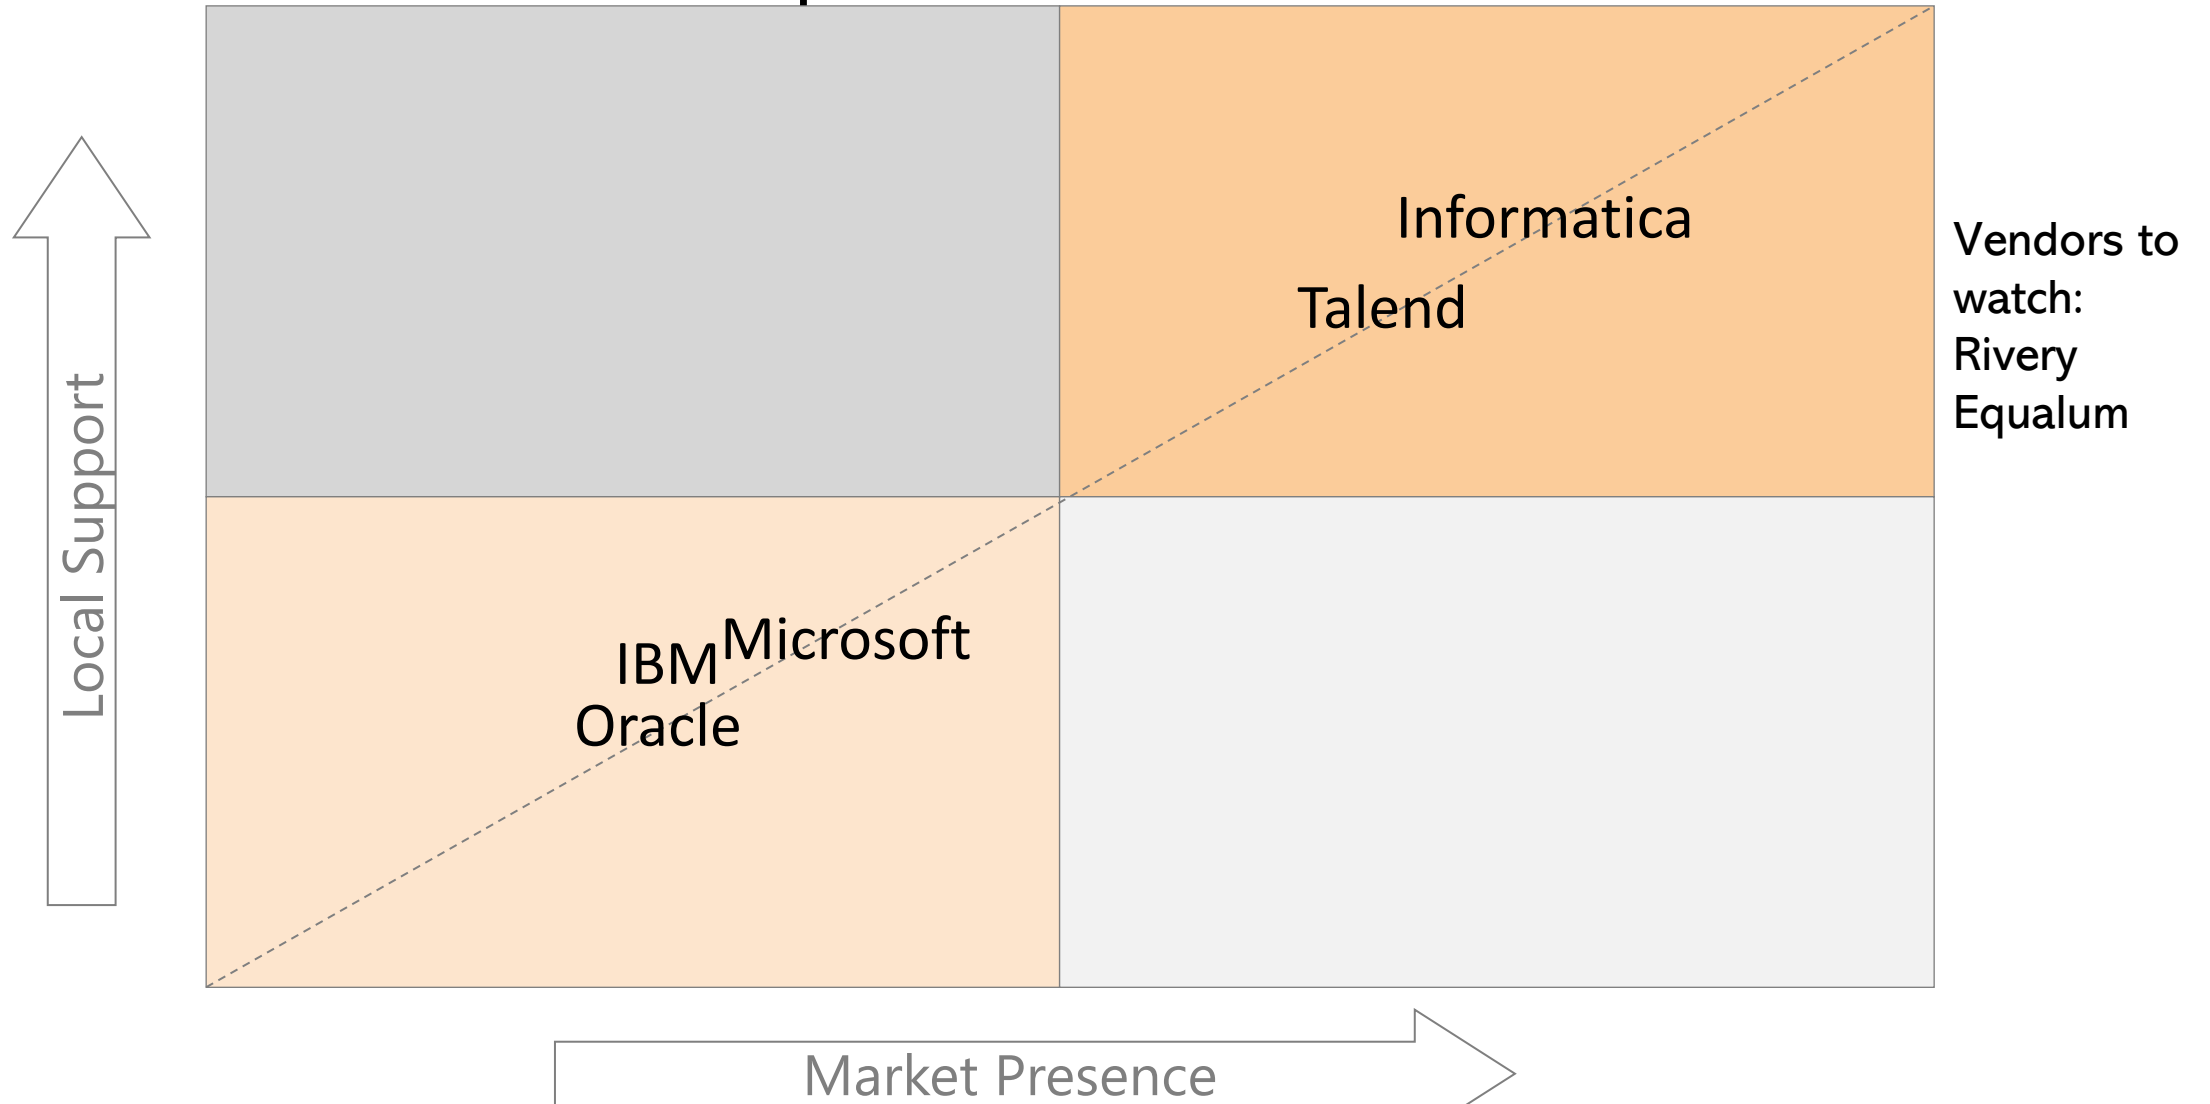 Informatica
Talend
Vendors to
watch:
Rivery
Equalum
Local Support
Microsoft
IBM
Oracle
Market Presence